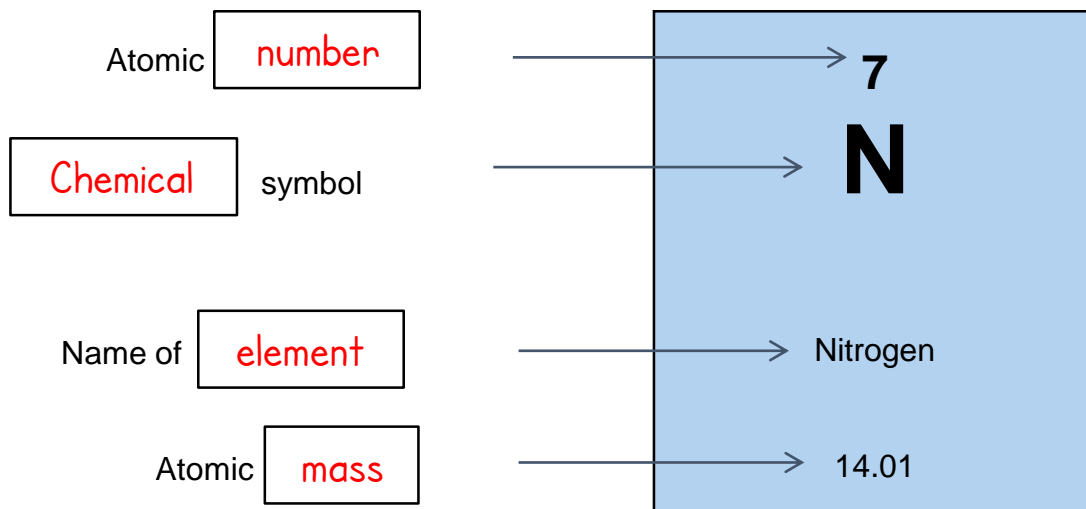 Atomic number 7
Chemical symbol N
Name of element Nitrogen
Atomic mass 14.01